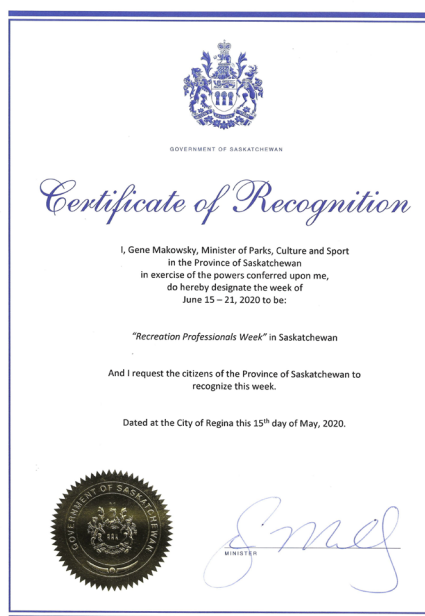 GOVERNMENT OF SASKATCHEWAN
Certificate of Recognition
I, Gene Makowsky, Minister of Parks, Culture and Sport
in the Province of Saskatchewan
in exercise of the powers conferred upon me,
do hereby designate the week of
June 15 – 21, 2020 to be:
"Recreation Professionals Week" in Saskatchewan
And I request the citizens of the Province of Saskatchewan to
recognize this week.
Dated at the City of Regina this 15th day of May, 2020.
GOVERNMENT OF SASKATCHEWAN
MINISTER